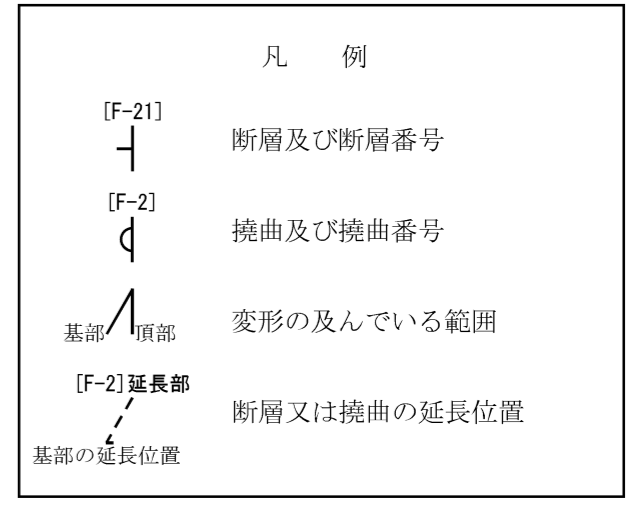 凡　例
[F-21]
断層及び断層番号
[F-2]
撓曲及び撓曲番号
基部 頂部
変形の及んでいる範囲
[F-2]延長部
断層又は撓曲の延長位置
基部の延長位置